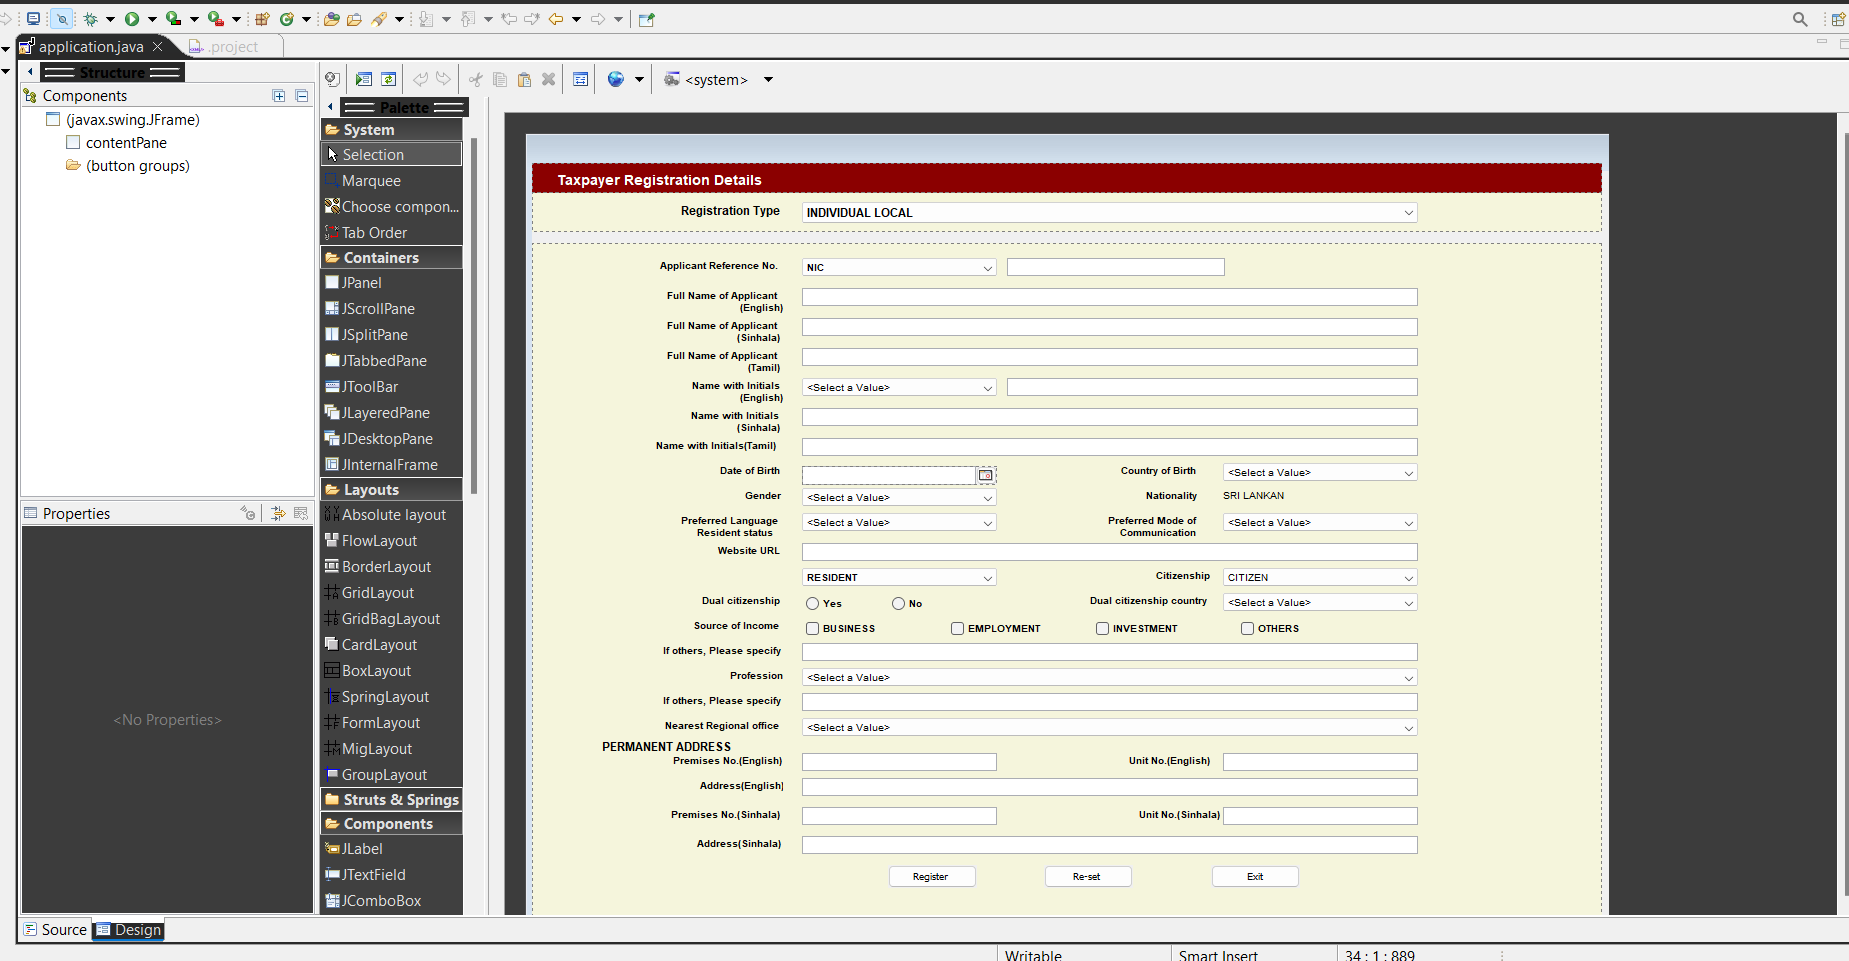 application.java
.project
Structure
Components
(javax.swing.JFrame)
contentPane
(button groups)
Properties
<No Properties>
<system>
Palette
System
Selection
Marquee
Choose compon...
Tab Order
Containers
JPanel
JScrollPane
JSplitPane
JTabbedPane
JToolBar
JLayeredPane
JDesktopPane
JInternalFrame
Layouts
Absolute layout
FlowLayout
BorderLayout
GridLayout
GridBagLayout
CardLayout
BoxLayout
SpringLayout
FormLayout
MigLayout
GroupLayout
Struts & Springs
Components
JLabel
JTextField
JComboBox
Taxpayer Registration Details
Registration Type INDIVIDUAL LOCAL
Applicant Reference No. NIC
Full Name of Applicant
(English)
Full Name of Applicant
(Sinhala)
Full Name of Applicant
(Tamil)
Name with Initials <Select a Value>
(English)
Name with Initials
(Sinhala)
Name with Initials(Tamil)
Date of Birth Country of Birth <Select a Value>
Gender <Select a Value> Nationality SRI LANKAN
Preferred Language <Select a Value> Preferred Mode of <Select a Value>
Resident status Communication
Website URL
RESIDENT Citizenship CITIZEN
Dual citizenship Yes No Dual citizenship country <Select a Value>
Source of Income BUSINESS EMPLOYMENT INVESTMENT OTHERS
If others, Please specify
Profession <Select a Value>
If others, Please specify
Nearest Regional office <Select a Value>
PERMANENT ADDRESS
Premises No.(English) Unit No.(English)
Address(English)
Premises No.(Sinhala) Unit No.(Sinhala)
Address(Sinhala)
Register Re-set Exit
Source Design
Writable Smart Insert 34 : 1 : 889